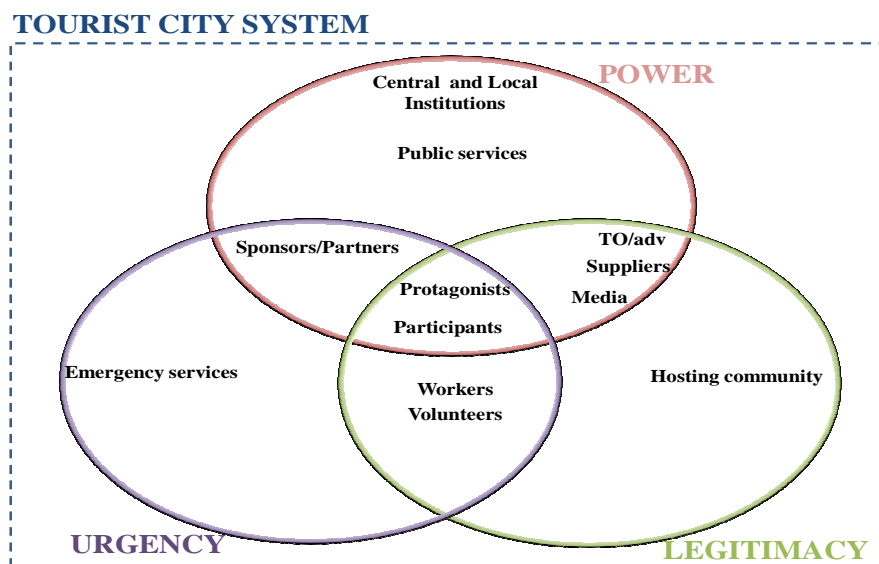 TOURIST CITY SYSTEM
POWER
Central and Local
Institutions
Public services
Sponsors/Partners
TO/adv
Suppliers
Media
Protagonists
Participants
Emergency services
Workers
Volunteers
Hosting community
URGENCY
LEGITIMACY